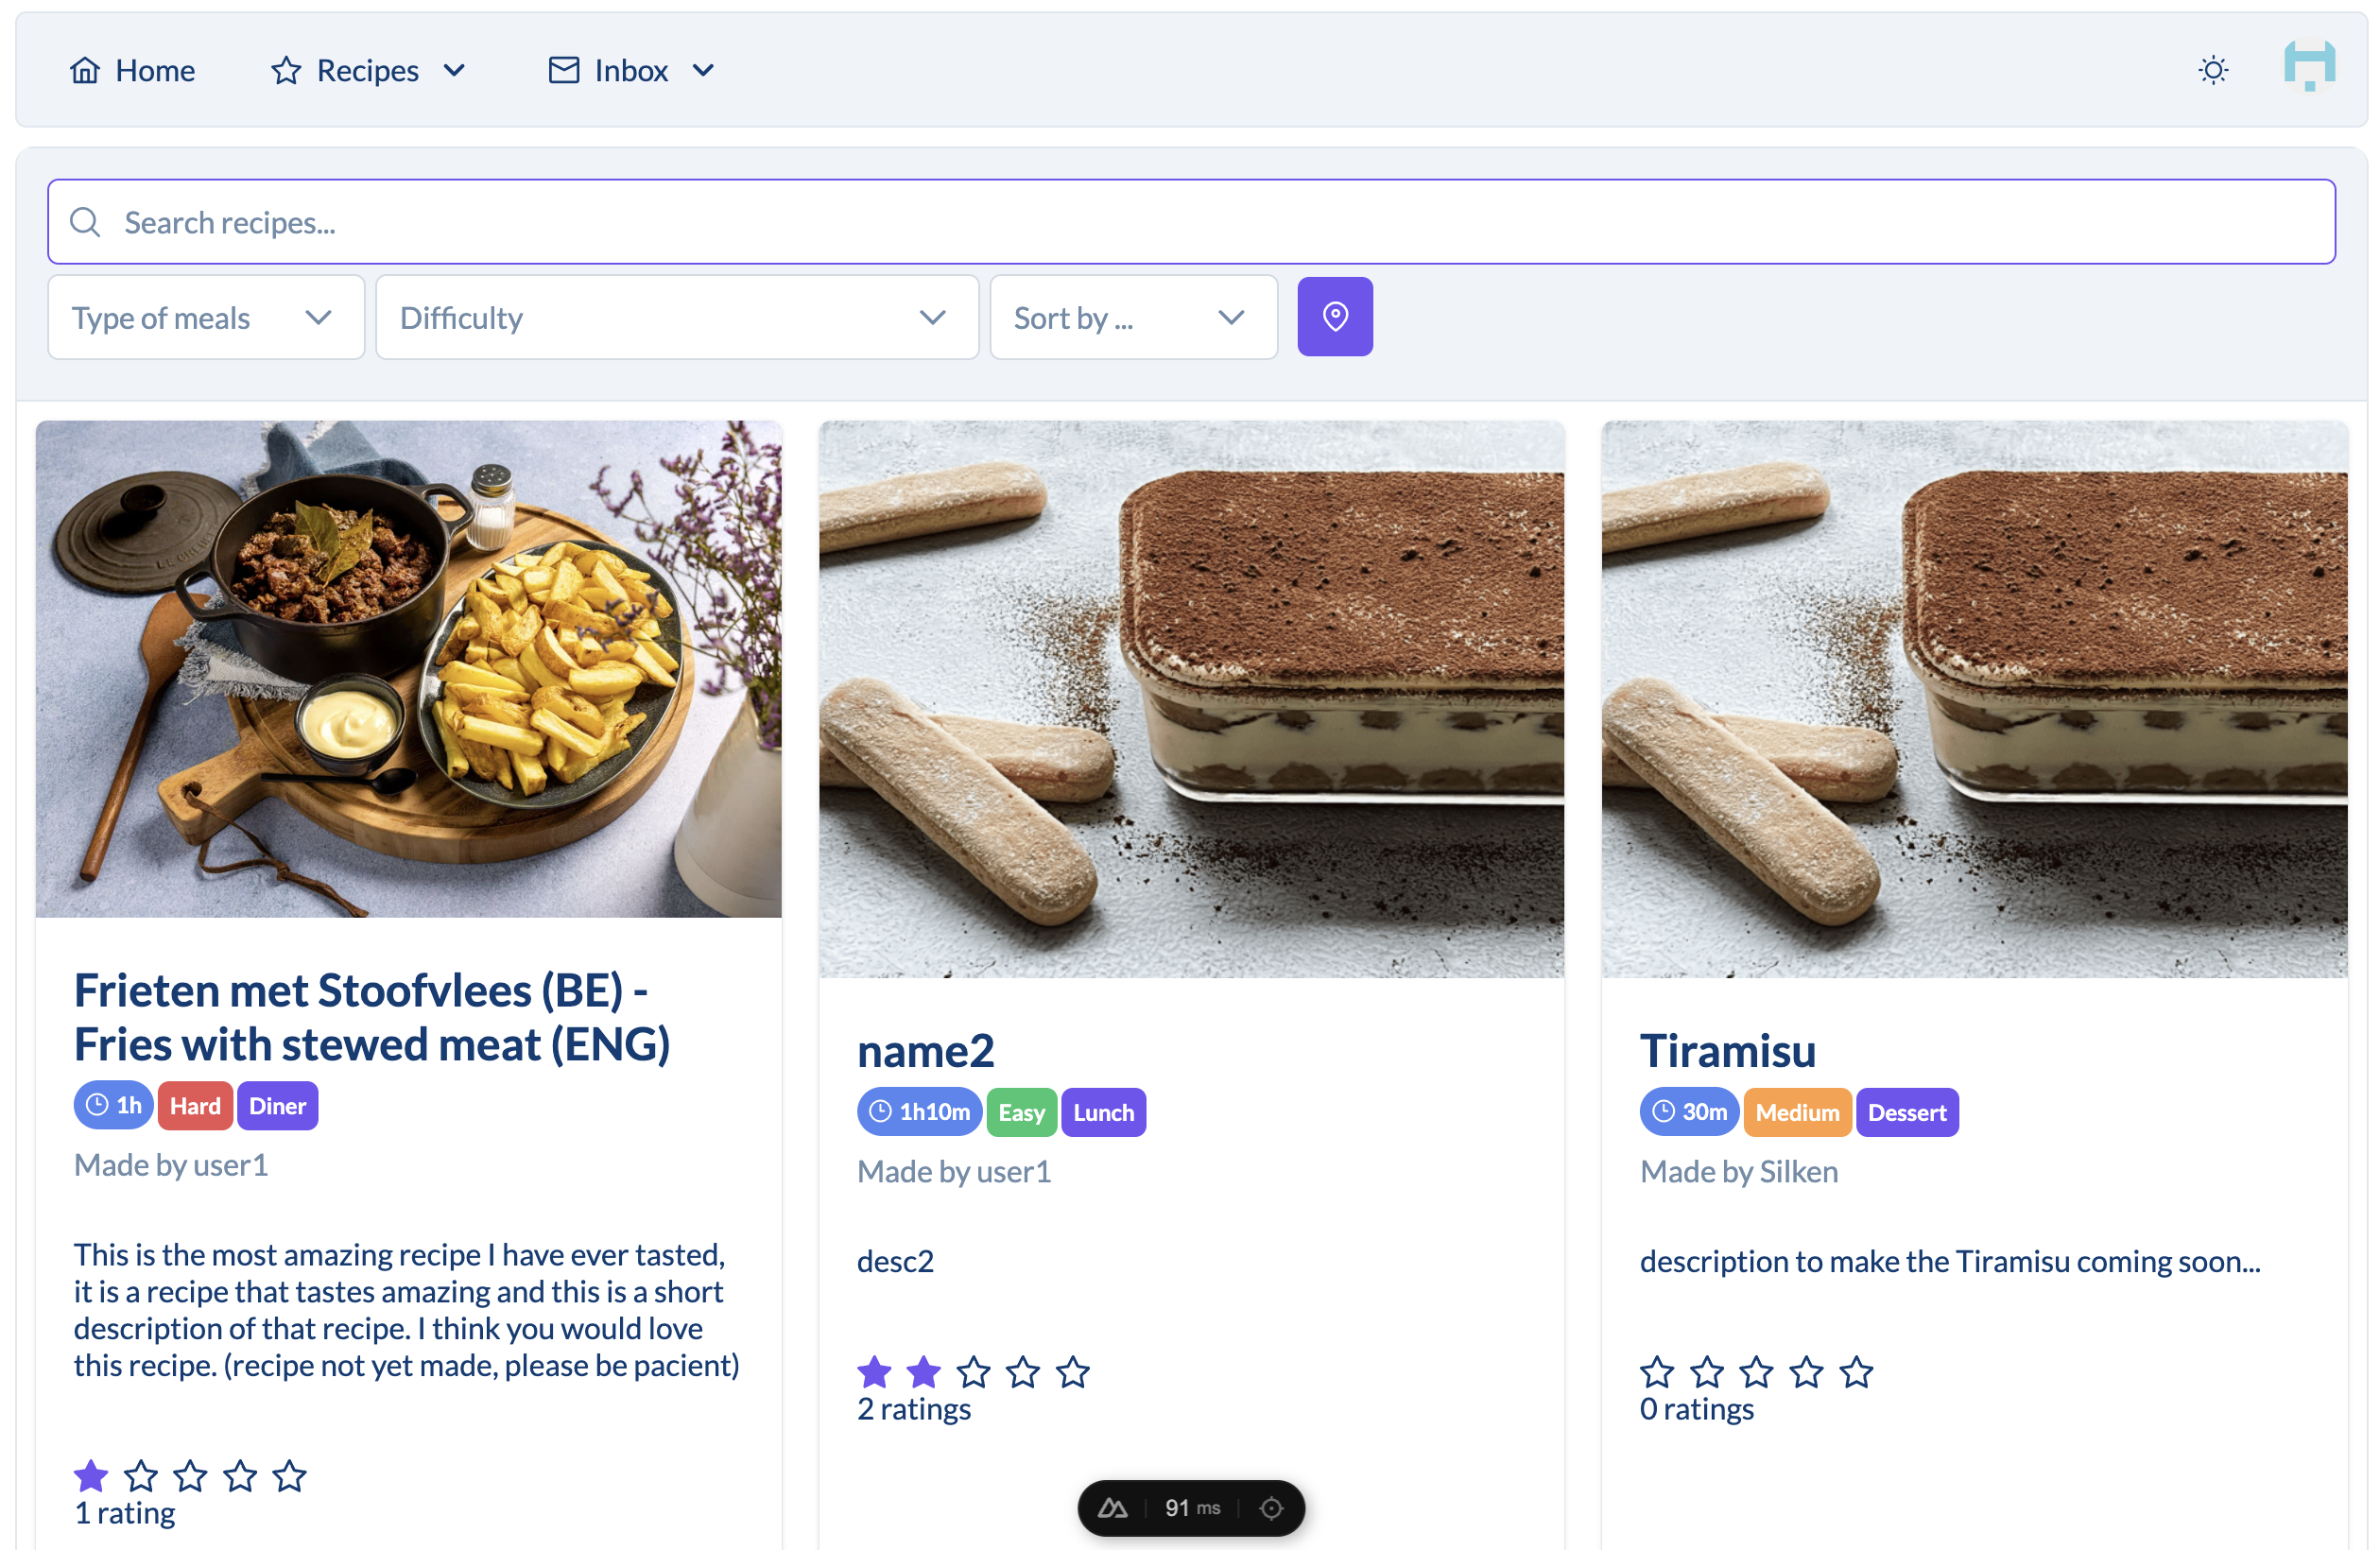 Home
Recipes
Inbox
Search recipes...
Type of meals
Difficulty
Sort by ...
Frieten met Stoofvlees (BE) -
Fries with stewed meat (ENG)
1h Hard Diner
Made by user1
This is the most amazing recipe I have ever tasted,
it is a recipe that tastes amazing and this is a short
description of that recipe. I think you would love
this recipe. (recipe not yet made, please be pacient)
1 rating
name2
1h10m Easy Lunch
Made by user1
desc2
2 ratings
Tiramisu
30m Medium Dessert
Made by Silken
description to make the Tiramisu coming soon...
0 ratings
91 ms